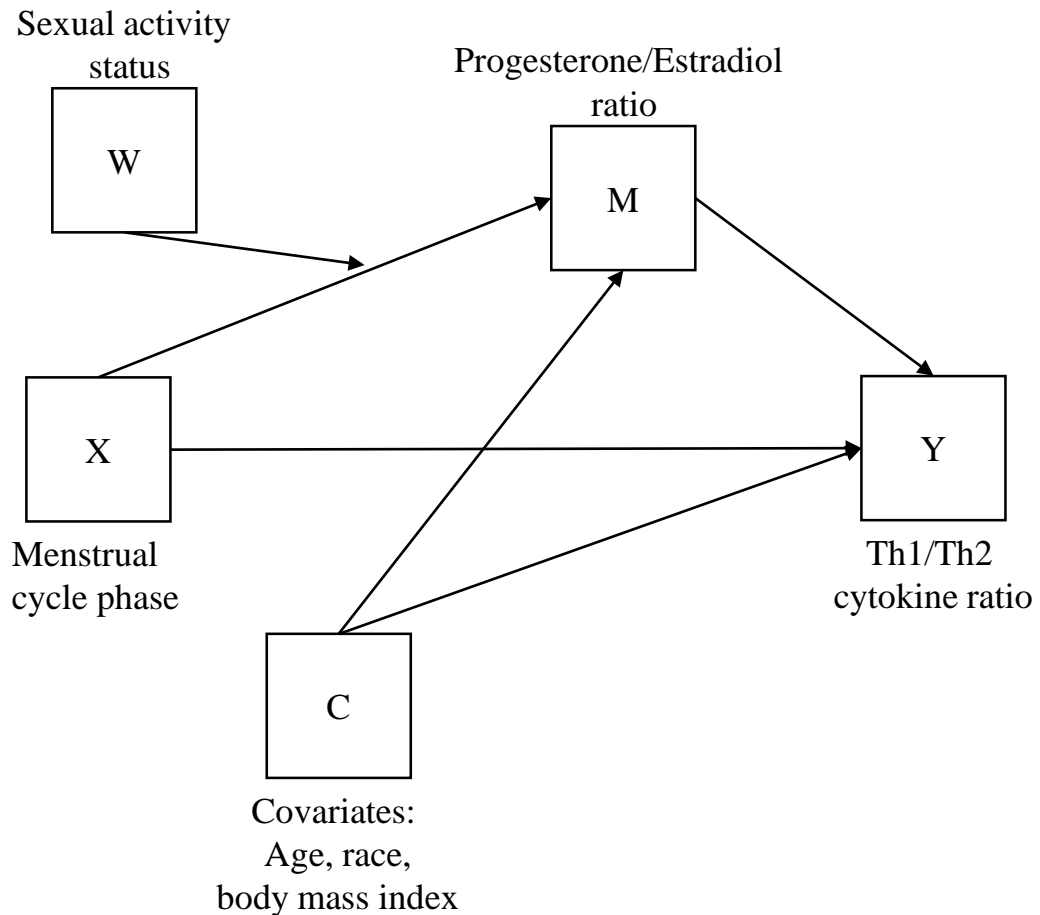 Sexual activity
status
W
Progesterone/Estradiol
ratio
M
X
Menstrual
cycle phase
Y
Th1/Th2
cytokine ratio
C
Covariates:
Age, race,
body mass index